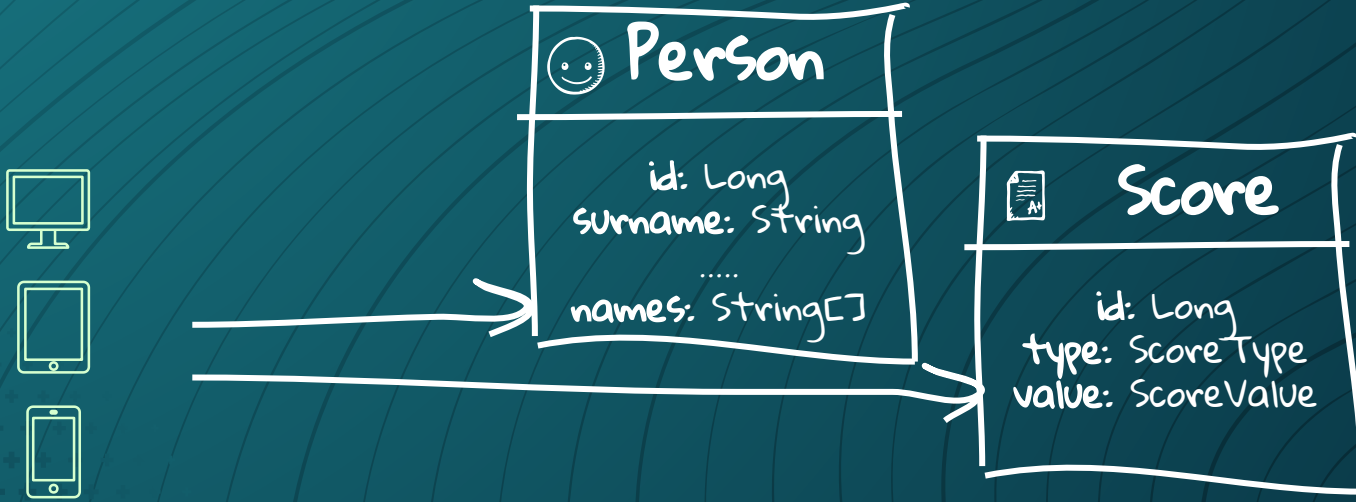 Person
id: Long
surname: String
.....
names: String[]
Score
A+
id: Long
type: ScoreType
value: ScoreValue